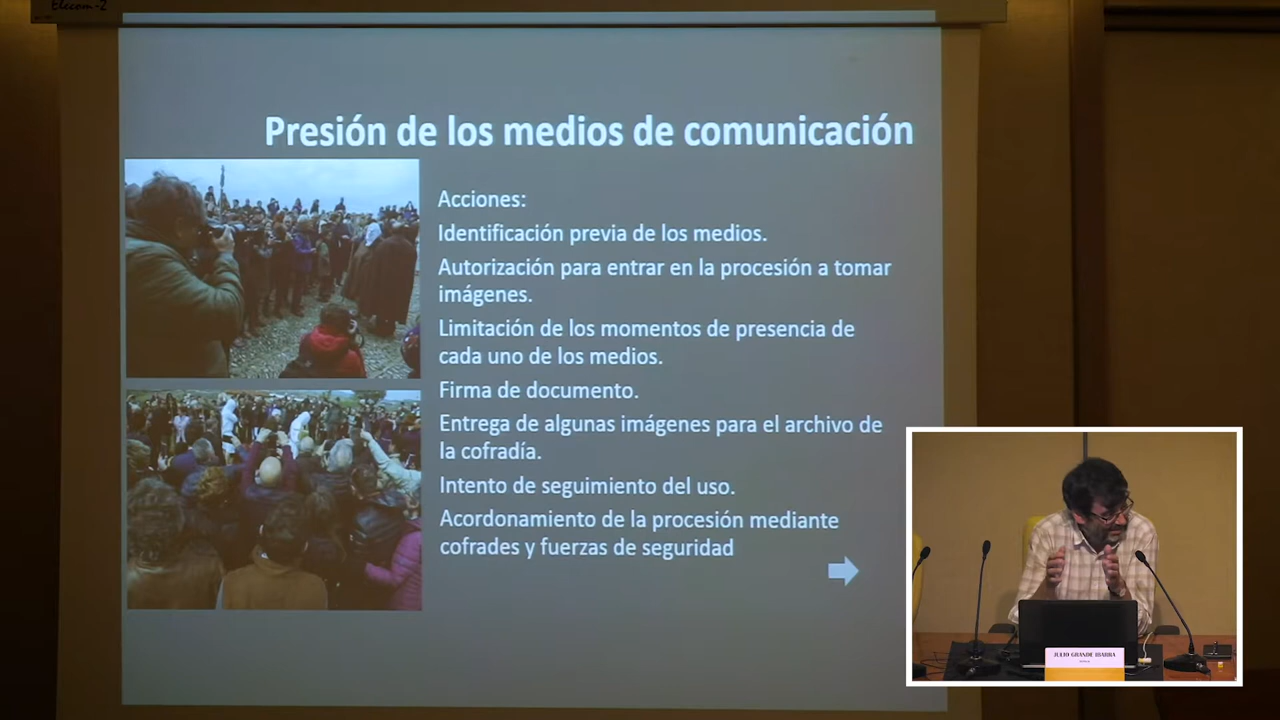 Elecom-2
Presión de los medios de comunicación
Acciones:
Identificación previa de los medios.
Autorización para entrar en la procesión a tomar
imágenes.
Limitación de los momentos de presencia de
cada uno de los medios.
Firma de documento.
Entrega de algunas imágenes para el archivo de
la cofradía.
Intento de seguimiento del uso.
Acordonamiento de la procesión mediante
cofrades y fuerzas de seguridad
JULIO GRANDE IBARRA